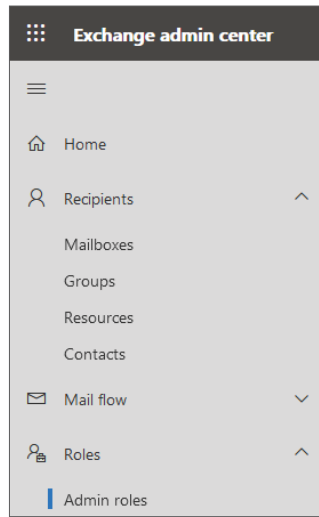 Exchange admin center
Home
Recipients
Mailboxes
Groups
Resources
Contacts
Mail flow
Roles
Admin roles